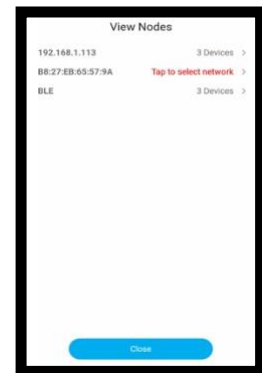 View Nodes
192.168.1.113 3 Devices >
B8:27:EB:65:57:9A Tap to select network >
BLE 3 Devices >
Close